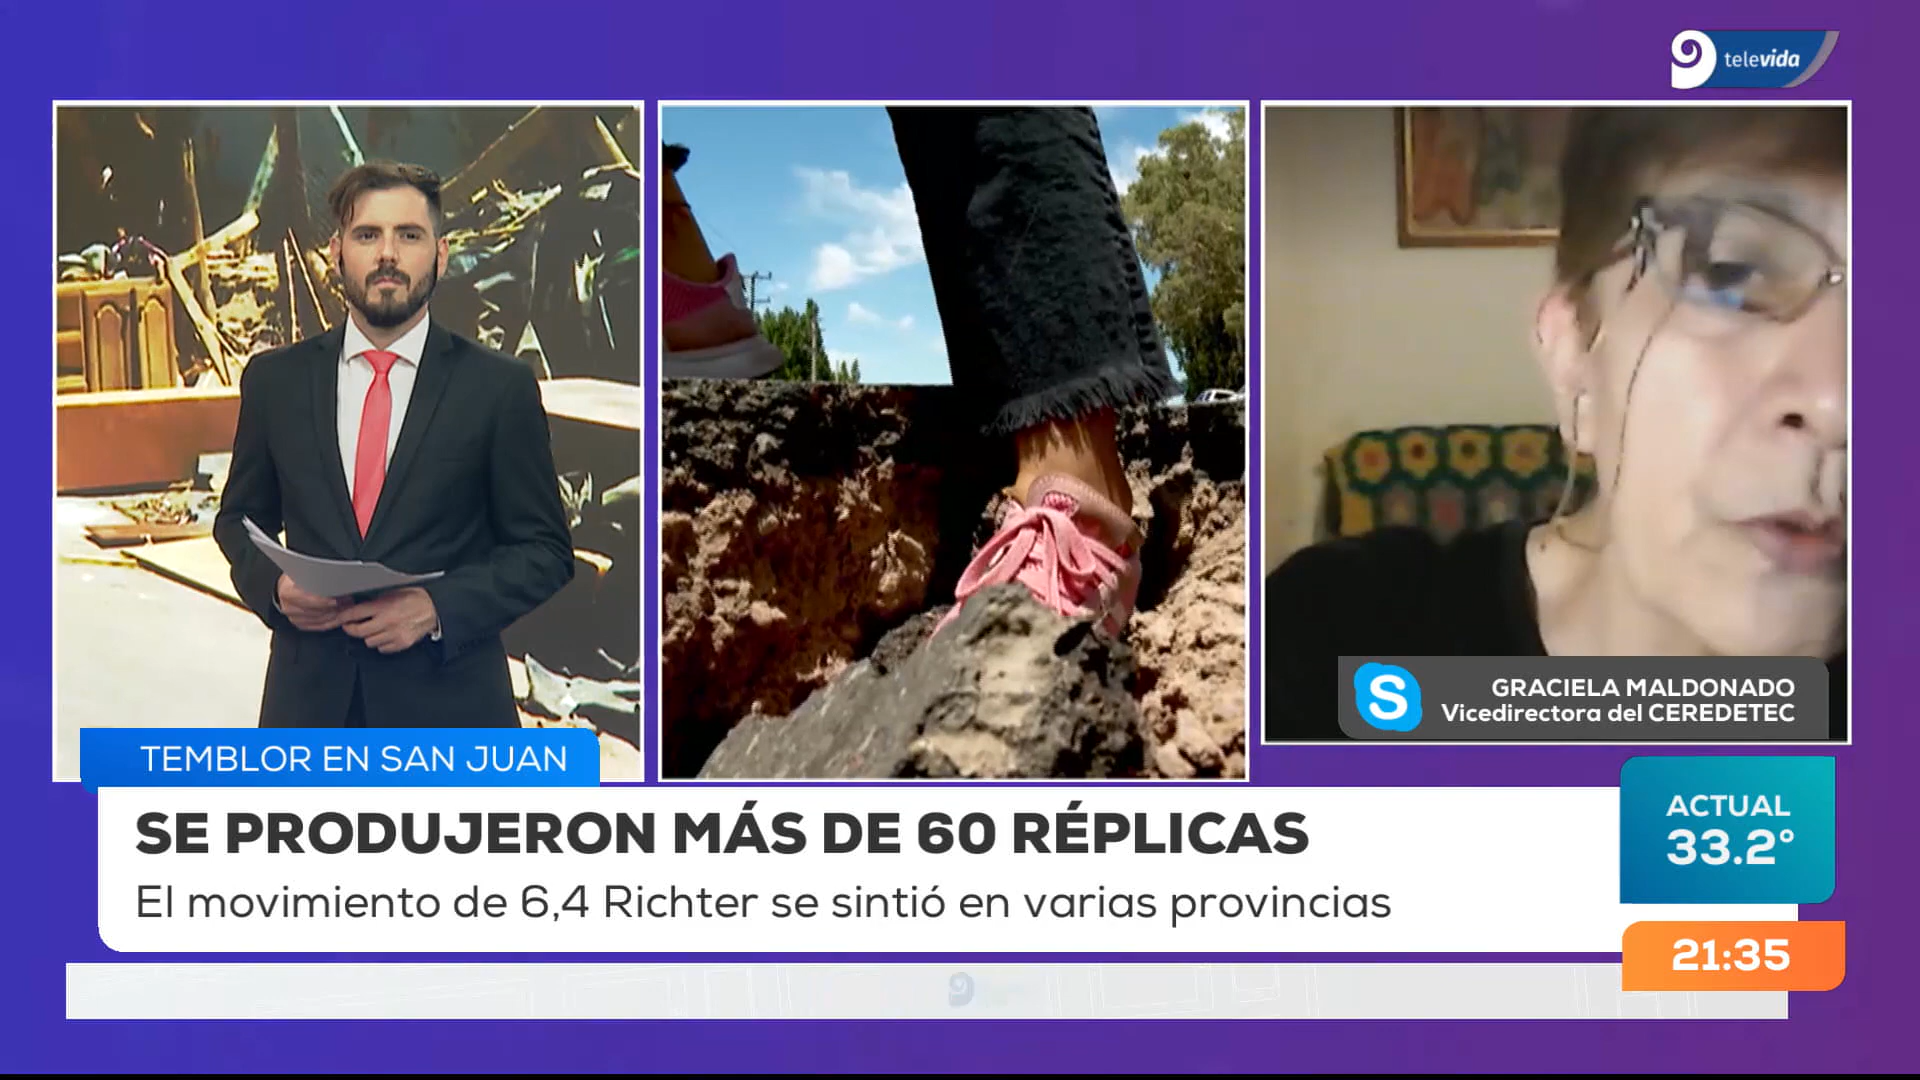 televida
GRACIELA MALDONADO
Vicedirectora del CEREDETEC
TEMBLOR EN SAN JUAN
SE PRODUJERON MÁS DE 60 RÉPLICAS
El movimiento de 6,4 Richter se sintió en varias provincias
ACTUAL
33.2°
21:35